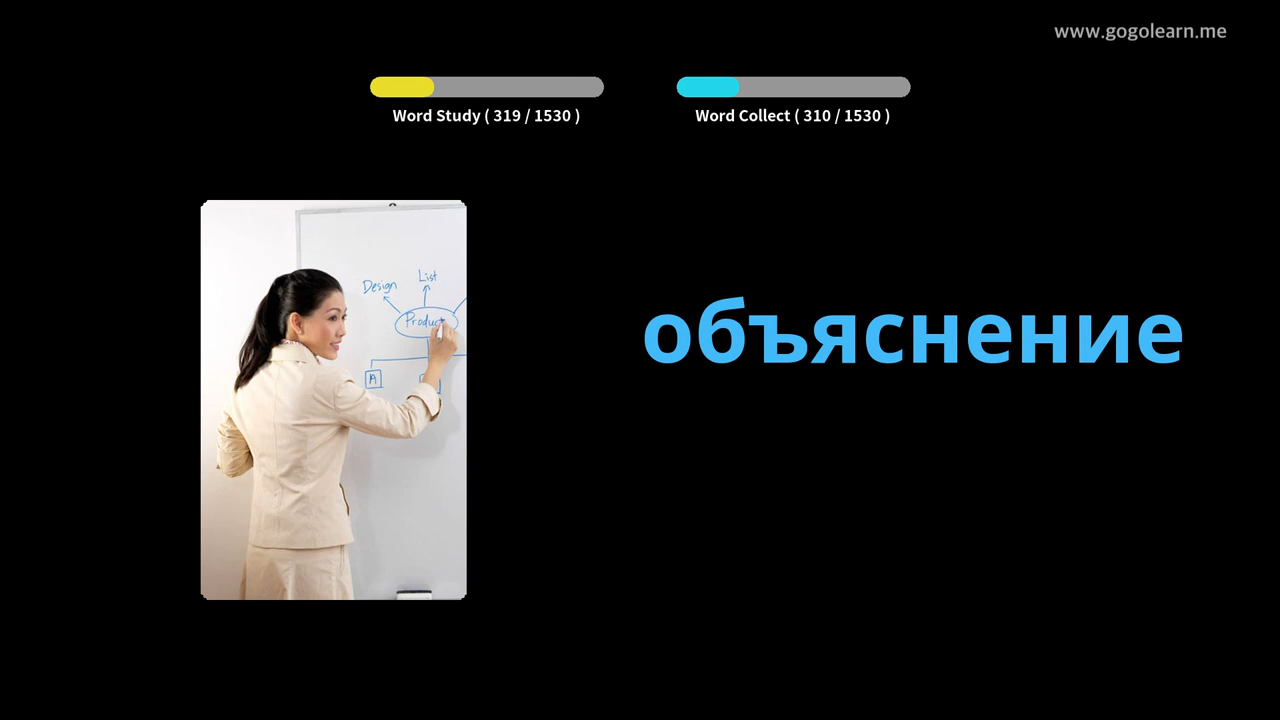 www.gogolearn.me
Word Study ( 319 / 1530 )
Word Collect ( 310 / 1530 )
List
Design
Product
A
объяснение